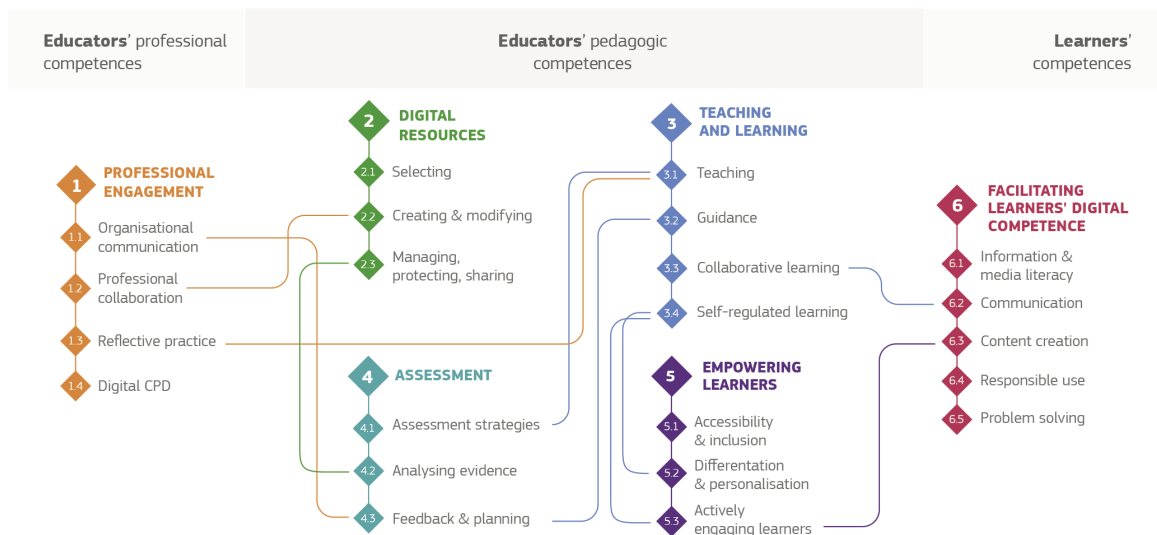 Educators' professional
competences
Educators' pedagogic
competences
Learners'
competences
1
PROFESSIONAL
ENGAGEMENT
1.1
Organisational
communication
1.2
Professional
collaboration
1.3
Reflective practice
1.4
Digital CPD
2
DIGITAL
RESOURCES
2.1
Selecting
2.2
Creating & modifying
2.3
Managing,
protecting, sharing
3
TEACHING
AND LEARNING
3.1
Teaching
3.2
Guidance
3.3
Collaborative learning
3.4
Self-regulated learning
4
ASSESSMENT
4.1
Assessment strategies
4.2
Analysing evidence
4.3
Feedback & planning
5
EMPOWERING
LEARNERS
5.1
Accessibility
& inclusion
5.2
Differentation
& personalisation
5.3
Actively
engaging learners
6
FACILITATING
LEARNERS' DIGITAL
COMPETENCE
6.1
Information &
media literacy
6.2
Communication
6.3
Content creation
6.4
Responsible use
6.5
Problem solving